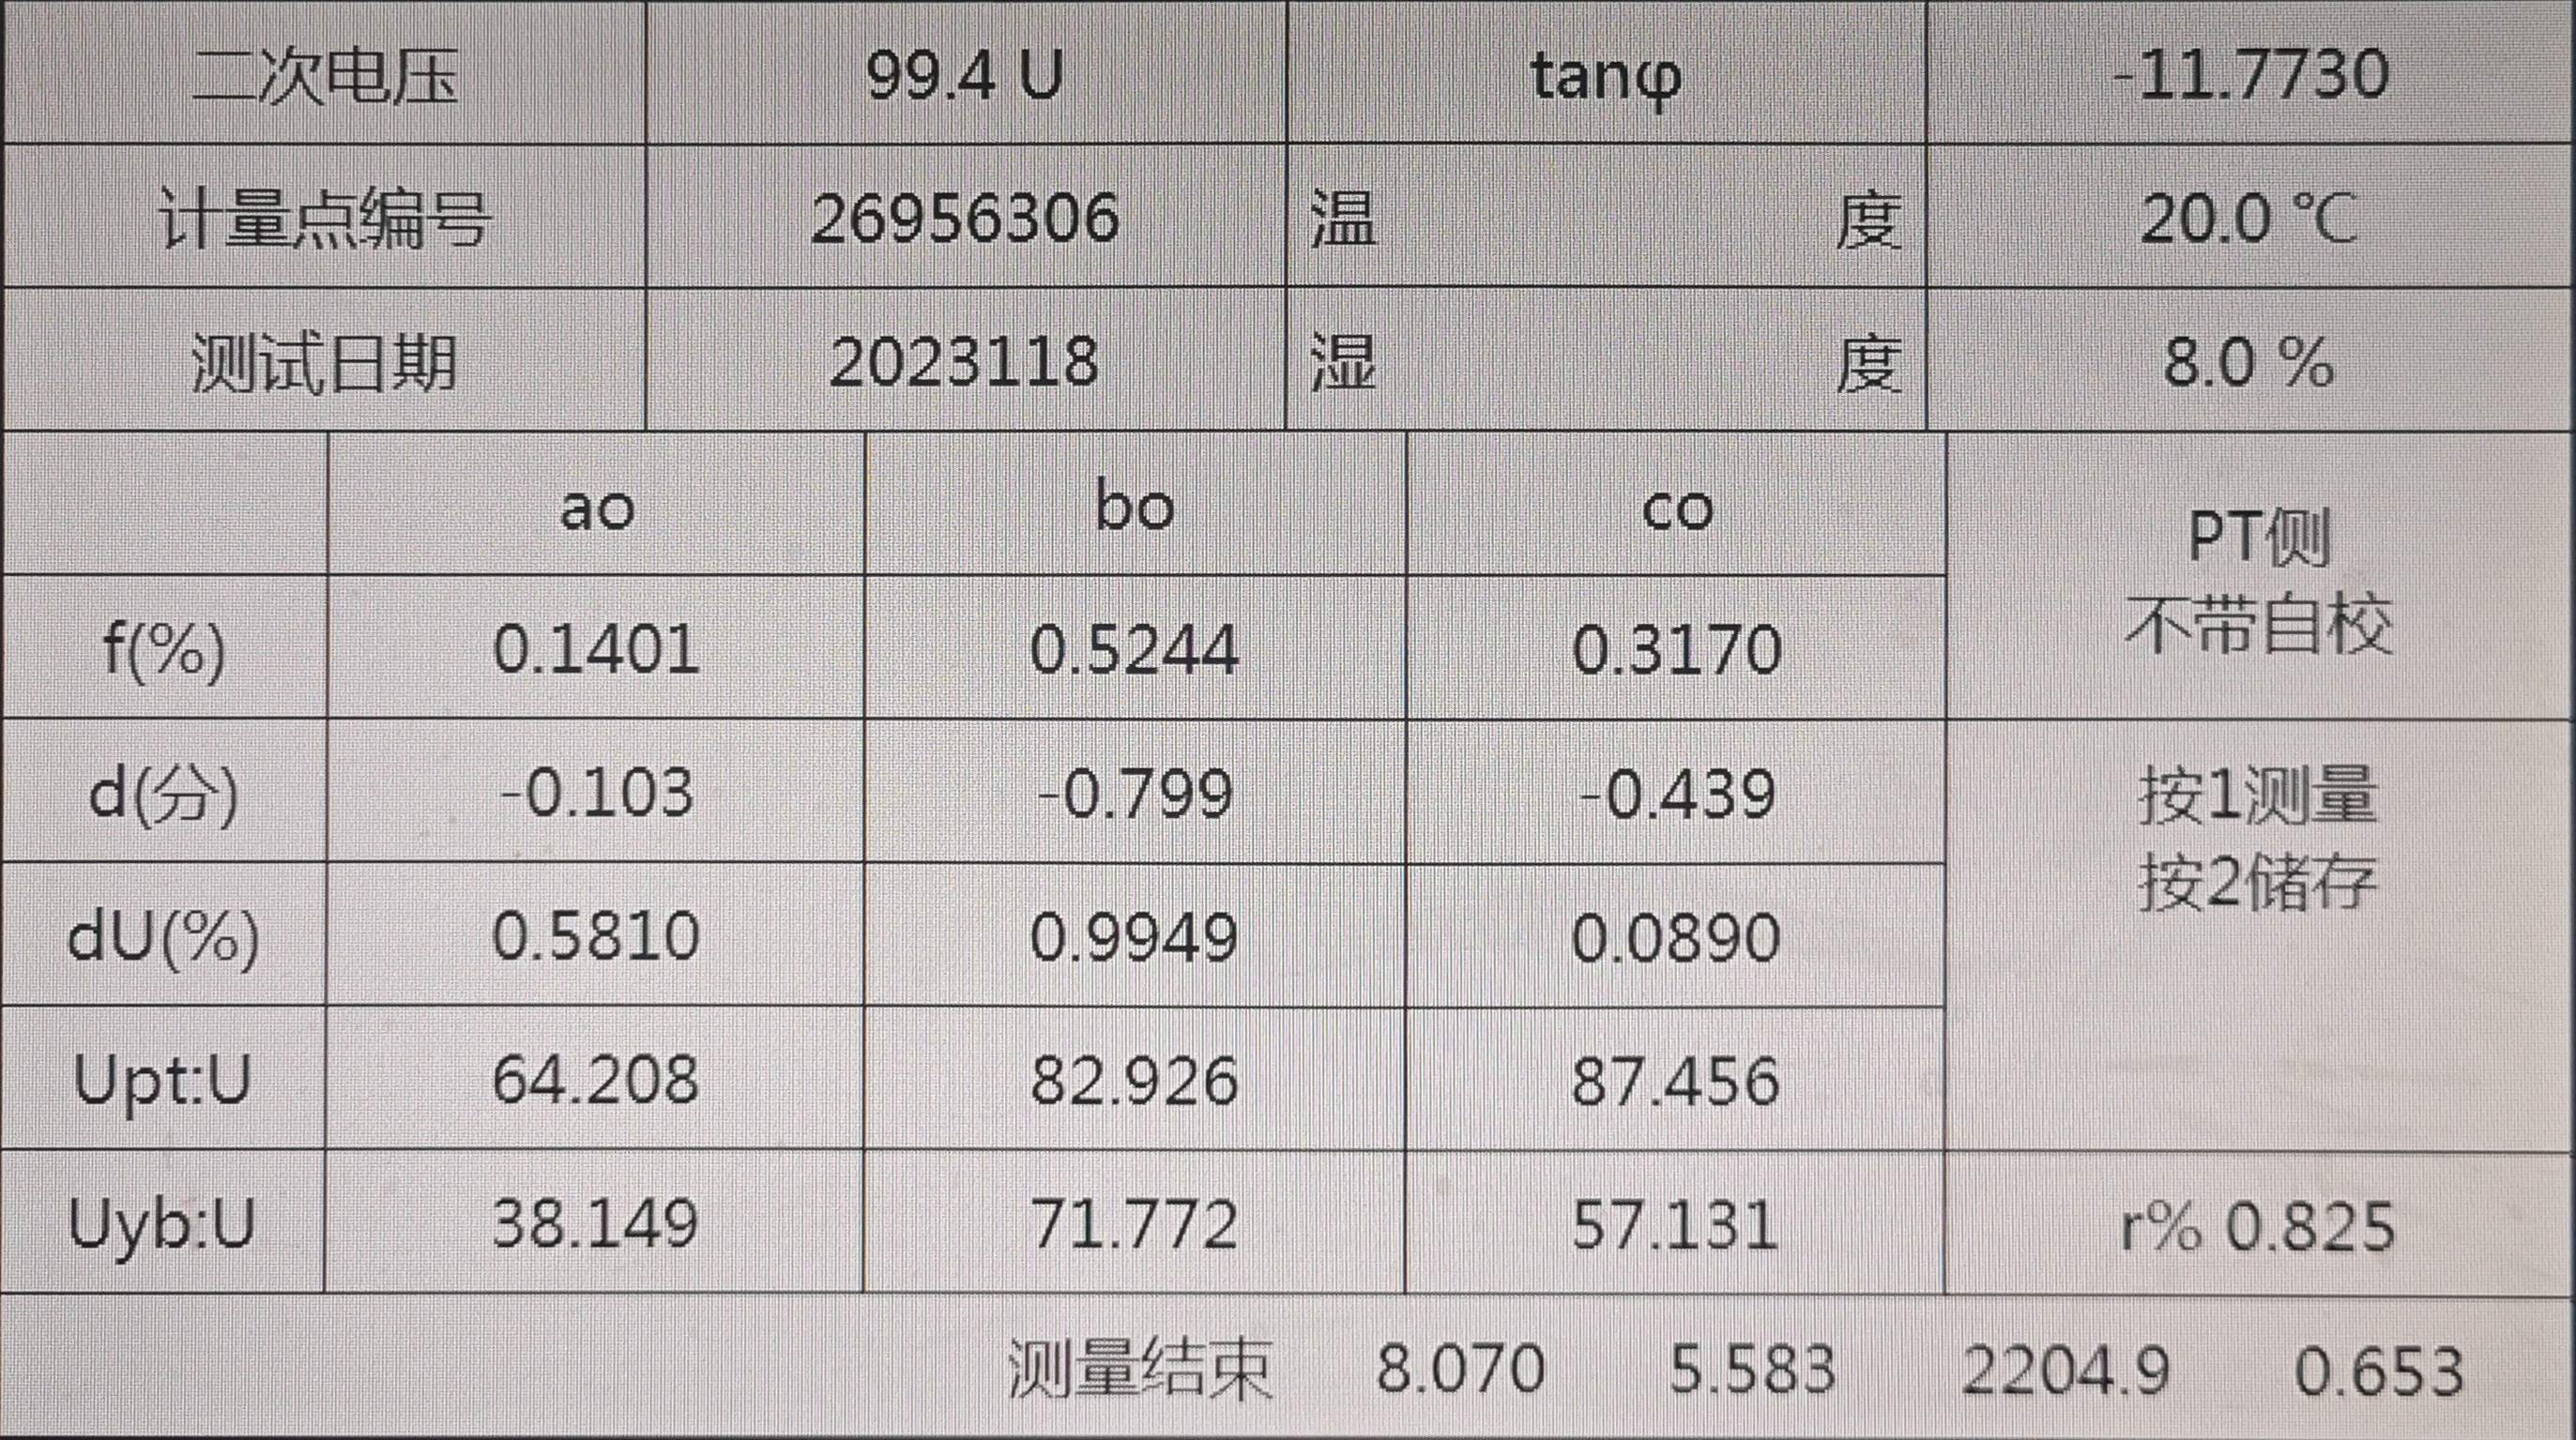 二次电压 99.4 U tanφ -11.7730
计量点编号 26956306 温度 20.0 ℃
测试日期 2023118 湿度 8.0 %
ao bo co PT侧
不带自校
f(%) 0.1401 0.5244 0.3170
d(分) -0.103 -0.799 -0.439 按1测量
按2储存
dU(%) 0.5810 0.9949 0.0890
Upt:U 64.208 82.926 87.456
Uyb:U 38.149 71.772 57.131 r% 0.825
测量结束 8.070 5.583 2204.9 0.653